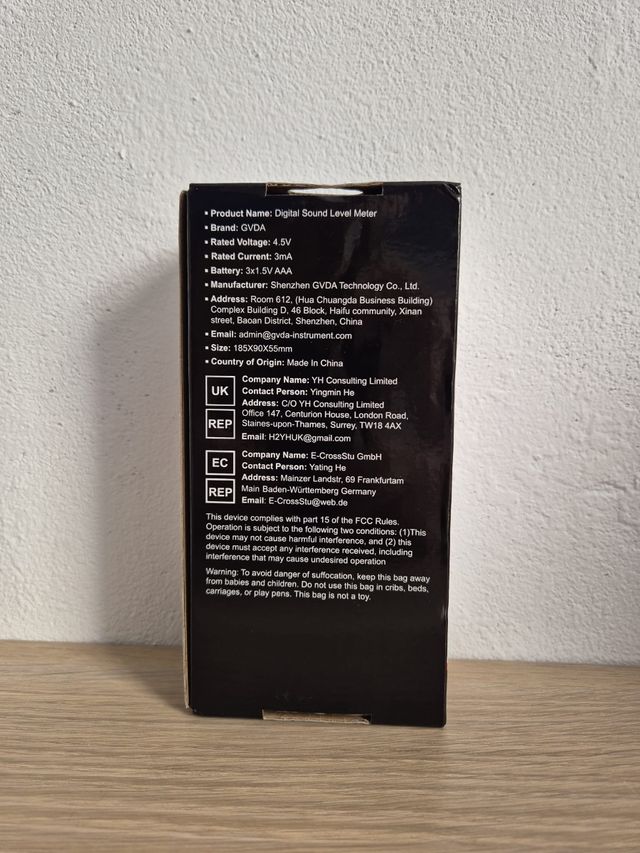 ▪ Product Name: Digital Sound Level Meter
▪ Brand: GVDA
▪ Rated Voltage: 4.5V
▪ Rated Current: 3mA
▪ Battery: 3x1.5V AAA
▪ Manufacturer: Shenzhen GVDA Technology Co., Ltd.
▪ Address: Room 612, (Hua Chuangda Business Building)
Complex Building D, 46 Block, Haifu community, Xinan
street, Baoan District, Shenzhen, China
▪ Email: admin@gvda-instrument.com
▪ Size: 185X90X55mm
▪ Country of Origin: Made In China
UK
REP
Company Name: YH Consulting Limited
Contact Person: Yingmin He
Address: C/O YH Consulting Limited
Office 147, Centurion House, London Road,
Staines-upon-Thames, Surrey, TW18 4AX
Email: H2YHUK@gmail.com
EC
REP
Company Name: E-CrossStu GmbH
Contact Person: Yating He
Address: Mainzer Landstr, 69 Frankfurtam
Main Baden-Württemberg Germany
Email: E-CrossStu@web.de
This device complies with part 15 of the FCC Rules.
Operation is subject to the following two conditions: (1)This
device may not cause harmful interference, and (2) this
device must accept any interference received, including
interference that may cause undesired operation
Warning: To avoid danger of suffocation, keep this bag away
from babies and children. Do not use this bag in cribs, beds,
carriages, or play pens. This bag is not a toy.